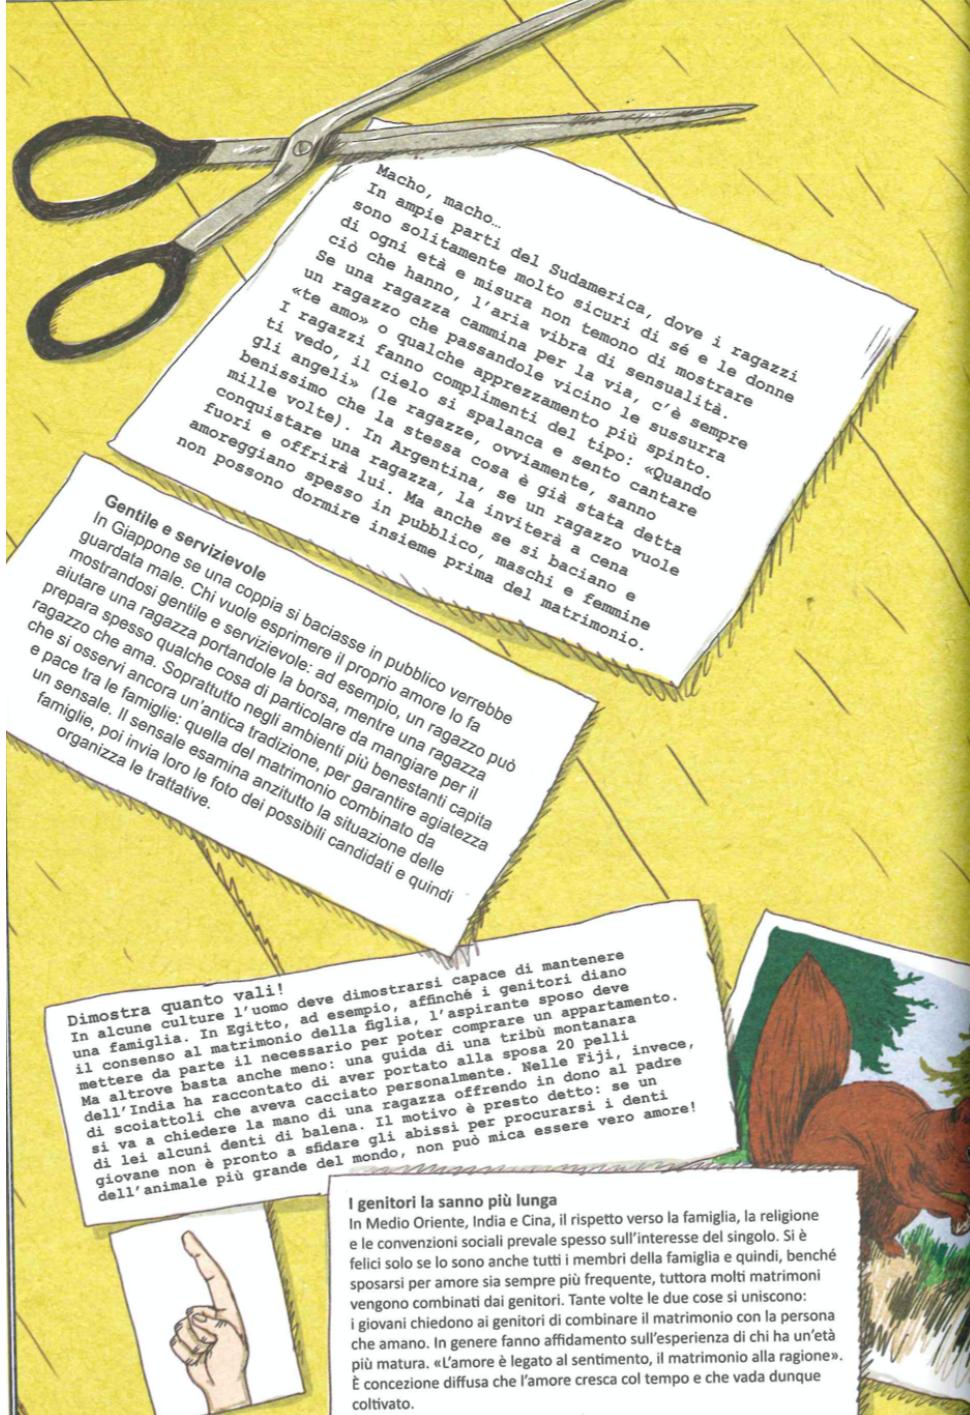 Macho, macho…
In ampie parti del Sudamerica, dove i ragazzi
sono solitamente molto sicuri di sé e le donne
di ogni età e misura non temono di mostrare
ciò che hanno, l'aria vibra di sensualità.
Se una ragazza cammina per la via, c'è sempre
un ragazzo che passandole vicino le sussurra
«te amo» o qualche apprezzamento più spinto.
I ragazzi fanno complimenti del tipo: «Quando
ti vedo, il cielo si spalanca e sento cantare
gli angeli» (le ragazze, ovviamente, sanno
benissimo che la stessa cosa è già stata detta
mille volte). In Argentina, se un ragazzo vuole
conquistare una ragazza, la inviterà a cena
fuori e offrirà lui. Ma anche se si baciano e
amoreggiano spesso in pubblico, maschi e femmine
non possono dormire insieme prima del matrimonio.
Gentile e servizievole
In Giappone se una coppia si baciasse in pubblico verrebbe
guardata male. Chi vuole esprimere il proprio amore lo fa
mostrandosi gentile e servizievole: ad esempio, un ragazzo può
aiutare una ragazza portandole la borsa, mentre una ragazza
prepara spesso qualche cosa di particolare da mangiare per il
ragazzo che ama. Soprattutto negli ambienti più benestanti capita
che si osservi ancora un'antica tradizione, per garantire agiatezza
e pace tra le famiglie: quella del matrimonio combinato da
un sensale. Il sensale esamina anzitutto la situazione delle
famiglie, poi invia loro le foto dei possibili candidati e quindi
organizza le trattative.
Dimostra quanto vali!
In alcune culture l'uomo deve dimostrarsi capace di mantenere
una famiglia. In Egitto, ad esempio, affinché i genitori diano
il consenso al matrimonio della figlia, l'aspirante sposo deve
mettere da parte il necessario per poter comprare un appartamento.
Ma altrove basta anche meno: una guida di una tribù montanara
dell'India ha raccontato di aver portato alla sposa 20 pelli
di scoiattoli che aveva cacciato personalmente. Nelle Fiji, invece,
si va a chiedere la mano di una ragazza offrendo in dono al padre
di lei alcuni denti di balena. Il motivo è presto detto: se un
giovane non è pronto a sfidare gli abissi per procurarsi i denti
dell'animale più grande del mondo, non può mica essere vero amore!
I genitori la sanno più lunga
In Medio Oriente, India e Cina, il rispetto verso la famiglia, la religione
e le convenzioni sociali prevale spesso sull'interesse del singolo. Si è
felici solo se lo sono anche tutti i membri della famiglia e quindi, benché
sposarsi per amore sia sempre più frequente, tuttora molti matrimoni
vengono combinati dai genitori. Tante volte le due cose si uniscono:
i giovani chiedono ai genitori di combinare il matrimonio con la persona
che amano. In genere fanno affidamento sull'esperienza di chi ha un'età
più matura. «L'amore è legato al sentimento, il matrimonio alla ragione».
È concezione diffusa che l'amore cresca col tempo e che vada dunque
coltivato.